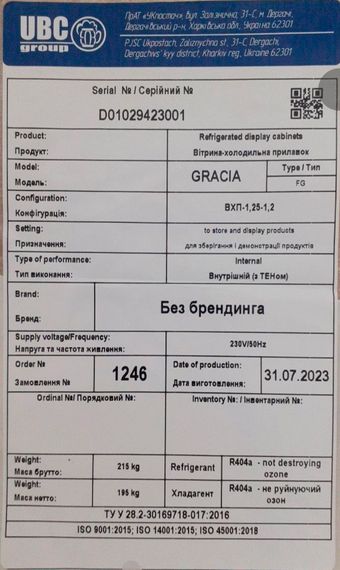 UBC
group
ПрАТ «УКпостач», вул. Залізнична, 31-С, м. Дергачі,
Дергачівський р-н, Харківська обл., Україна 62301
PJSC Ukpostach, Zaliznychna st., 31-C Dergachi,
Dergachivs'kyy district, Kharkiv reg., Ukraine 62301
Serial № / Серійний №
D01029423001
Product: Refrigerated display cabinets
Продукт: Вітрина-холодильна прилавок
Model: GRACIA Type / Тип
Модель: FG
Configuration: ВХП-1,25-1,2
Конфігурація:
Setting: to store and display products
Призначення: для зберігання і демонстрації продуктів
Type of performance: Internal
Тип виконання: Внутрішній (з ТЕНом)
Brand: Без брендинга
Бренд:
Supply voltage/Frequency: 230V/50Hz
Напруга та частота живлення:
Order № 1246 Date of production: 31.07.2023
Замовлення № Дата виготовлення:
Ordinal №/ Порядковий №: Inventory №: / Інвентарний №:
Weight: 215 kg Refrigerant R404a - not destroying
Маса брутто: ozone
Weight: 195 kg Хладагент R404a - не руйнуючий
Маса нетто: озон
ТУ У 28.2-30169718-017:2016
ISO 9001:2015; ISO 14001:2015; ISO 45001:2018